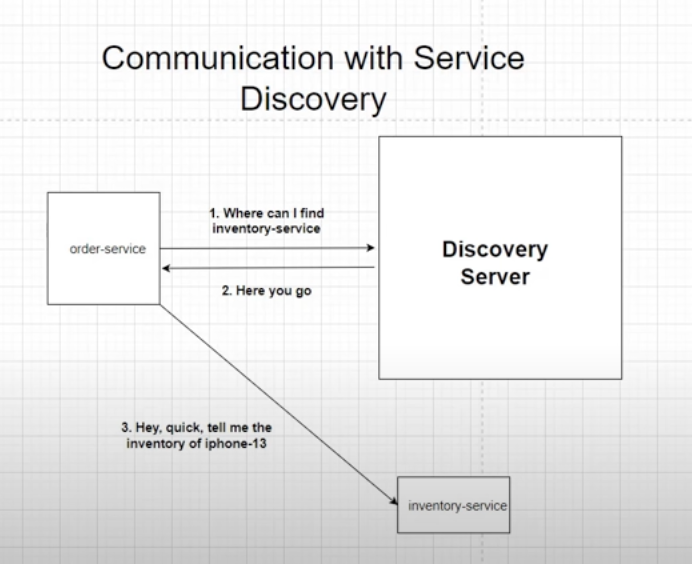 Communication with Service
Discovery
1. Where can I find
inventory-service
order-service
Discovery
Server
2. Here you go
3. Hey, quick, tell me the
inventory of iphone-13
inventory-service